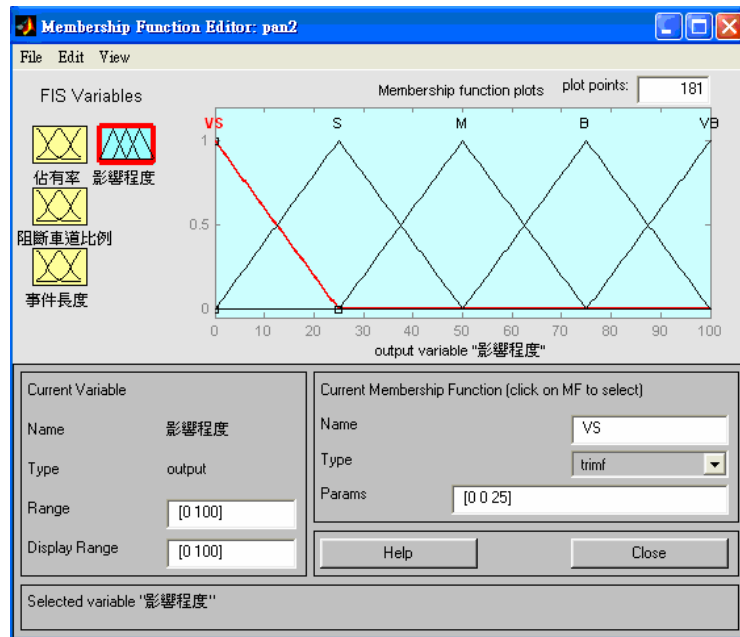 Membership Function Editor: pan2
File Edit View
FIS Variables
佔有率
影響程度
阻斷車道比例
事件長度
Membership function plots
plot points:
181
VS
S
M
B
VB
1
0.5
0
0 10 20 30 40 50 60 70 80 90 100
output variable "影響程度"
Current Variable
Name
影響程度
Type
output
Range
[0 100]
Display Range
[0 100]
Current Membership Function (click on MF to select)
Name
VS
Type
trimf
Params
[0 0 25]
Help
Close
Selected variable "影響程度"